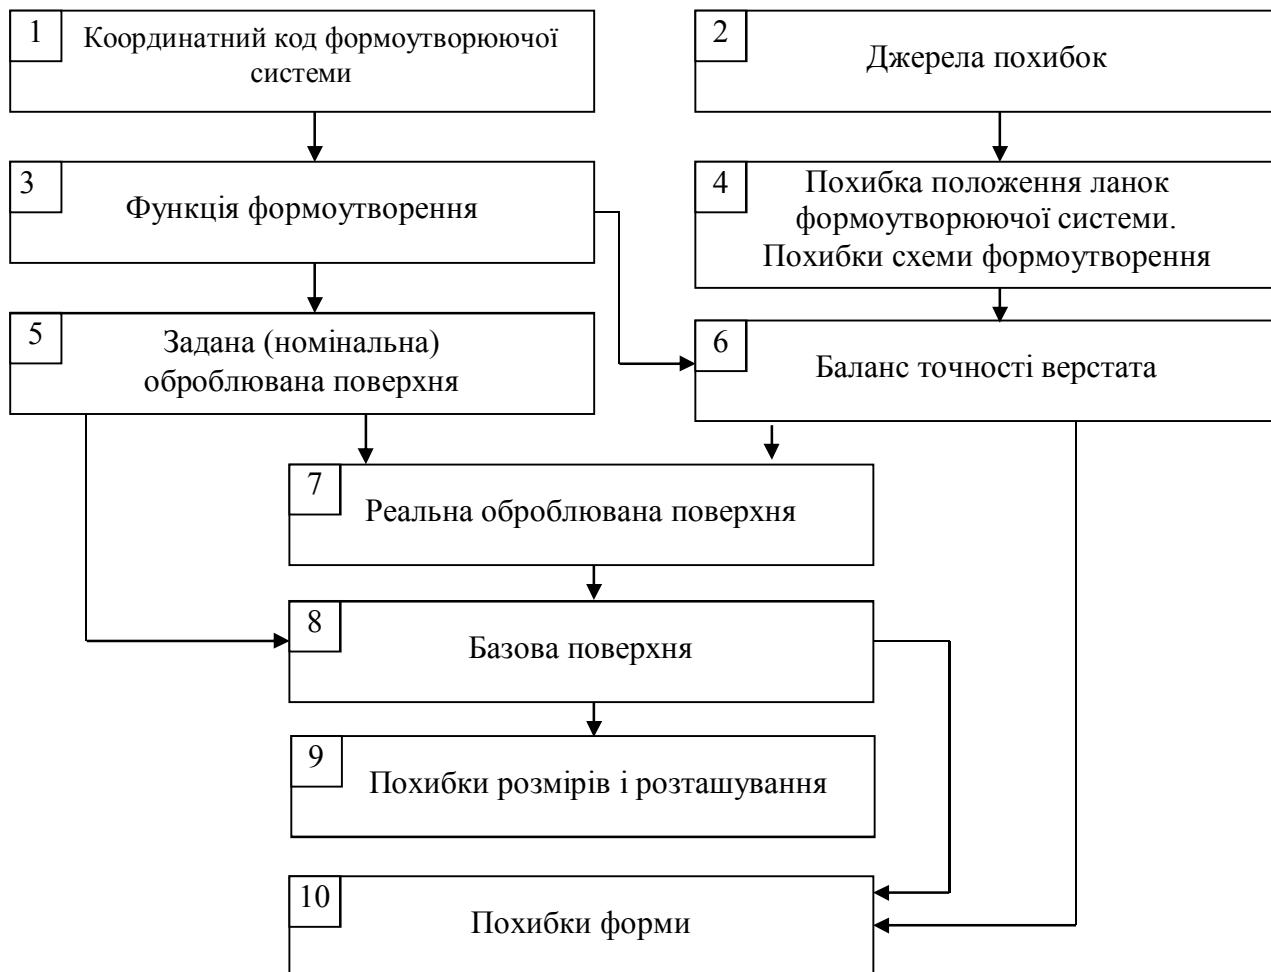 1
Координатний код формоутворюючої
системи
2
Джерела похибок
3
Функція формоутворення
4
Похибка положення ланок
формоутворюючої системи.
Похибки схеми формоутворення
5
Задана (номінальна)
оброблювана поверхня
6
Баланс точності верстата
7
Реальна оброблювана поверхня
8
Базова поверхня
9
Похибки розмірів і розташування
10
Похибки форми